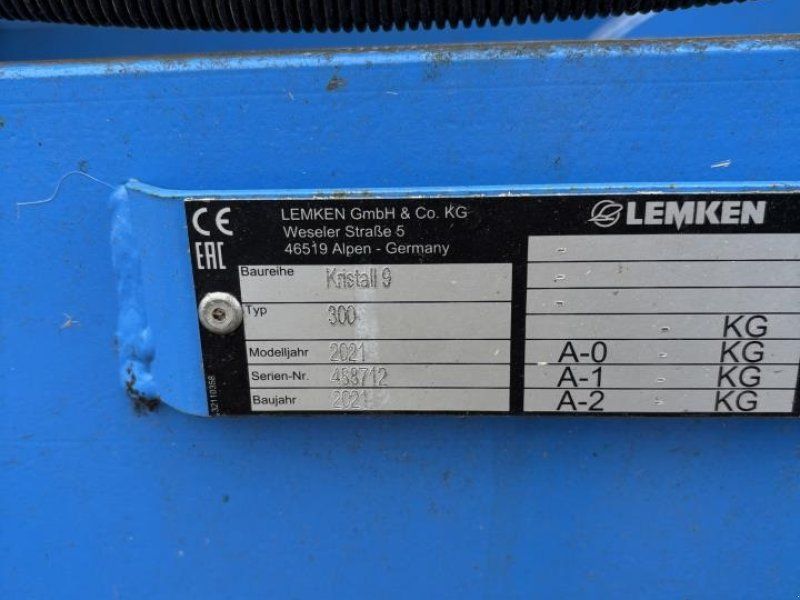 CE
EAC
LEMKEN GmbH & Co. KG
Weseler Straße 5
46519 Alpen - Germany
Baureihe Kristall 9
Typ 300
Modelljahr 2021
Serien-Nr. 458712
Baujahr 2021
LEMKEN
-
-
-
- KG
A-0 - KG
A-1 - KG
A-2 - KG